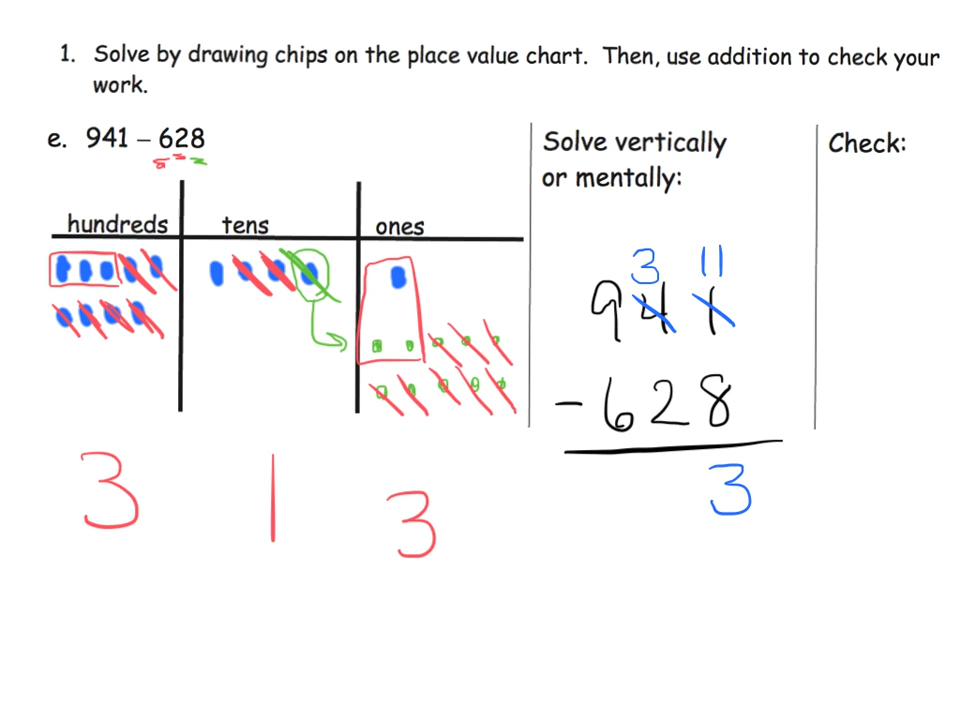 1. Solve by drawing chips on the place value chart. Then, use addition to check your
work.
e. 941 – 628
hundreds tens ones
3 1 3
Solve vertically
or mentally:
3 11
941
- 628
3
Check: